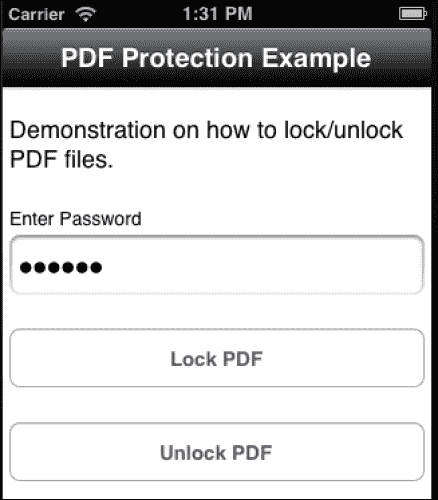 Carrier 1:31 PM
PDF Protection Example
Demonstration on how to lock/unlock
PDF files.
Enter Password
●●●●●●
Lock PDF
Unlock PDF